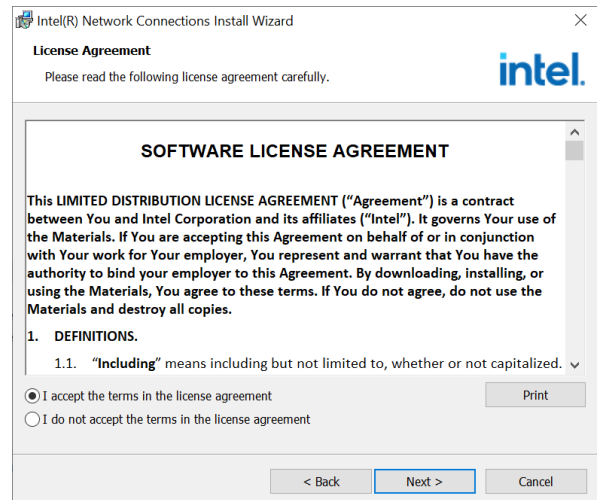 Intel(R) Network Connections Install Wizard
License Agreement
Please read the following license agreement carefully.
intel.
SOFTWARE LICENSE AGREEMENT
This LIMITED DISTRIBUTION LICENSE AGREEMENT (“Agreement”) is a contract
between You and Intel Corporation and its affiliates (“Intel”). It governs Your use of
the Materials. If You are accepting this Agreement on behalf of or in conjunction
with Your work for Your employer, You represent and warrant that You have the
authority to bind your employer to this Agreement. By downloading, installing, or
using the Materials, You agree to these terms. If You do not agree, do not use the
Materials and destroy all copies.
1. DEFINITIONS.
1.1. “Including” means including but not limited to, whether or not capitalized.
I accept the terms in the license agreement
Print
I do not accept the terms in the license agreement
< Back Next > Cancel